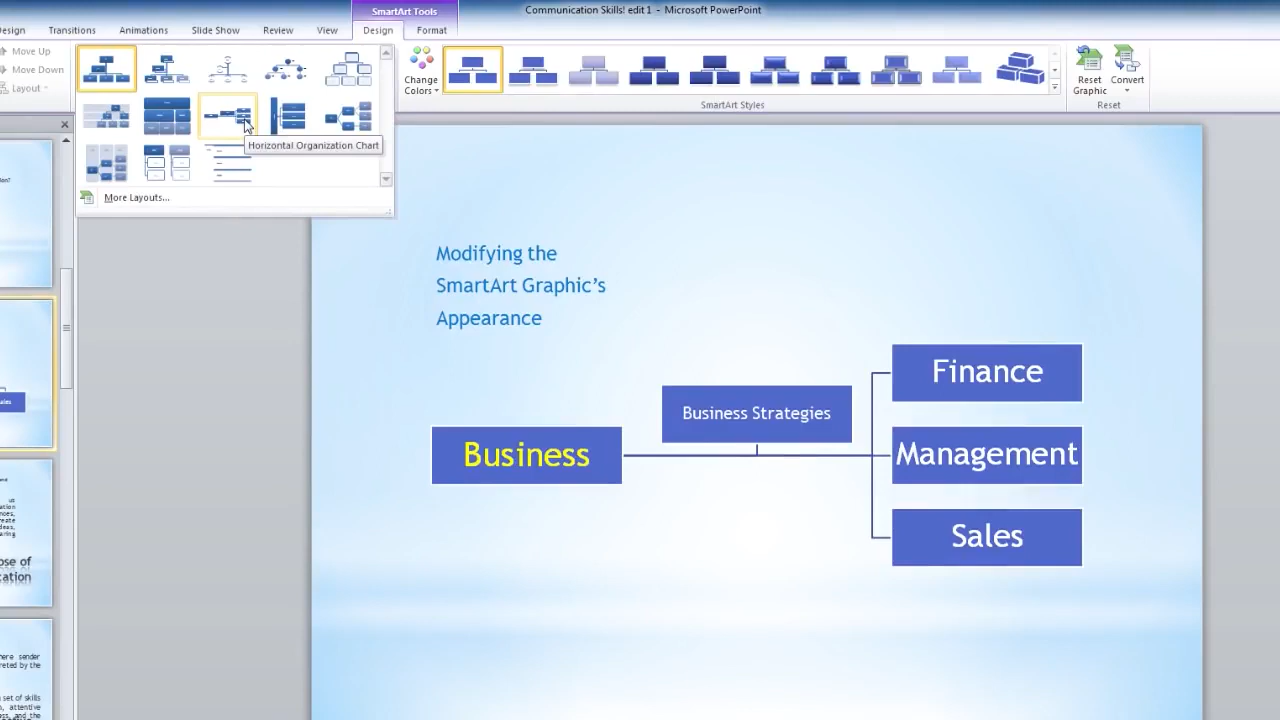 SmartArt Tools
Communication Skills! edit 1 - Microsoft PowerPoint
Design
Transitions
Animations
Slide Show
Review
View
Design
Format
Move Up
Move Down
Layout
Change
Colors
Reset
Graphic
Convert
SmartArt Styles
Reset
Horizontal Organization Chart
More Layouts...
Modifying the
SmartArt Graphic's
Appearance
Finance
Business Strategies
Business
Management
Sales